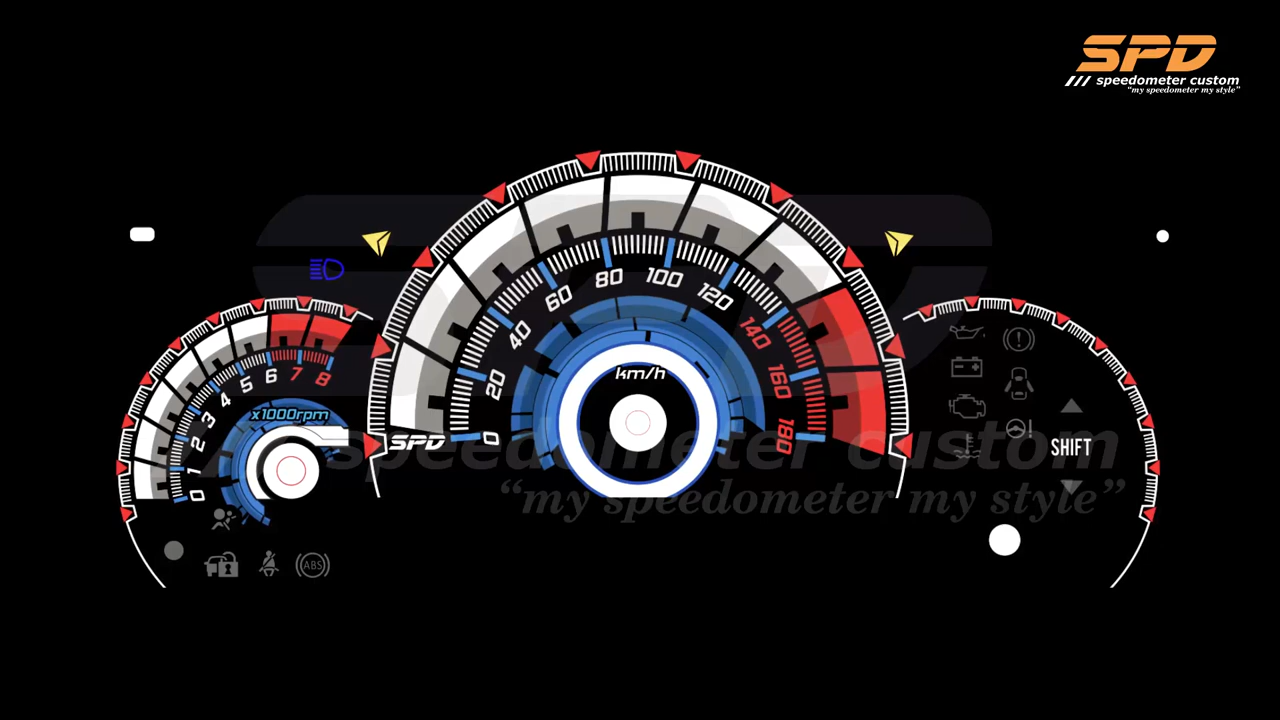 SPD
/// speedometer custom
“my speedometer my style”
0
20
40
60
80
100
120
140
160
180
km/h
SPD
0
1
2
3
4
5
6
7
8
x1000rpm
ABS
SHIFT
speedometer custom
“my speedometer my style”